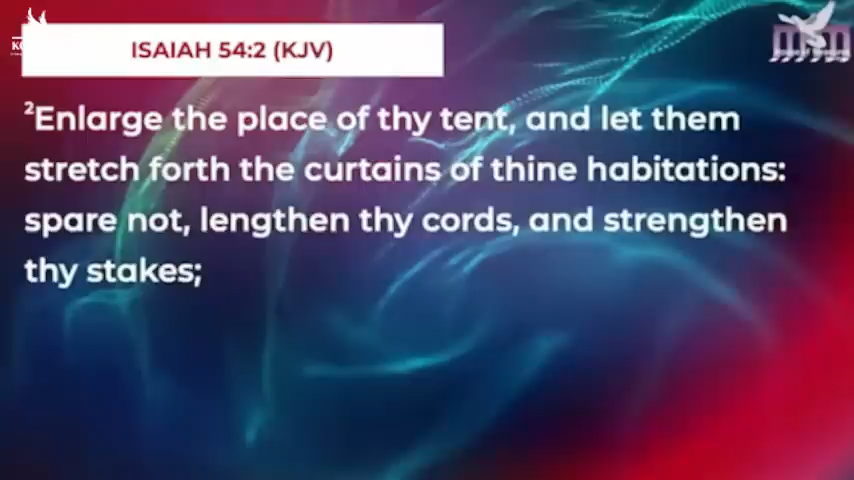 ISAIAH 54:2 (KJV)
²Enlarge the place of thy tent, and let them
stretch forth the curtains of thine habitations:
spare not, lengthen thy cords, and strengthen
thy stakes;